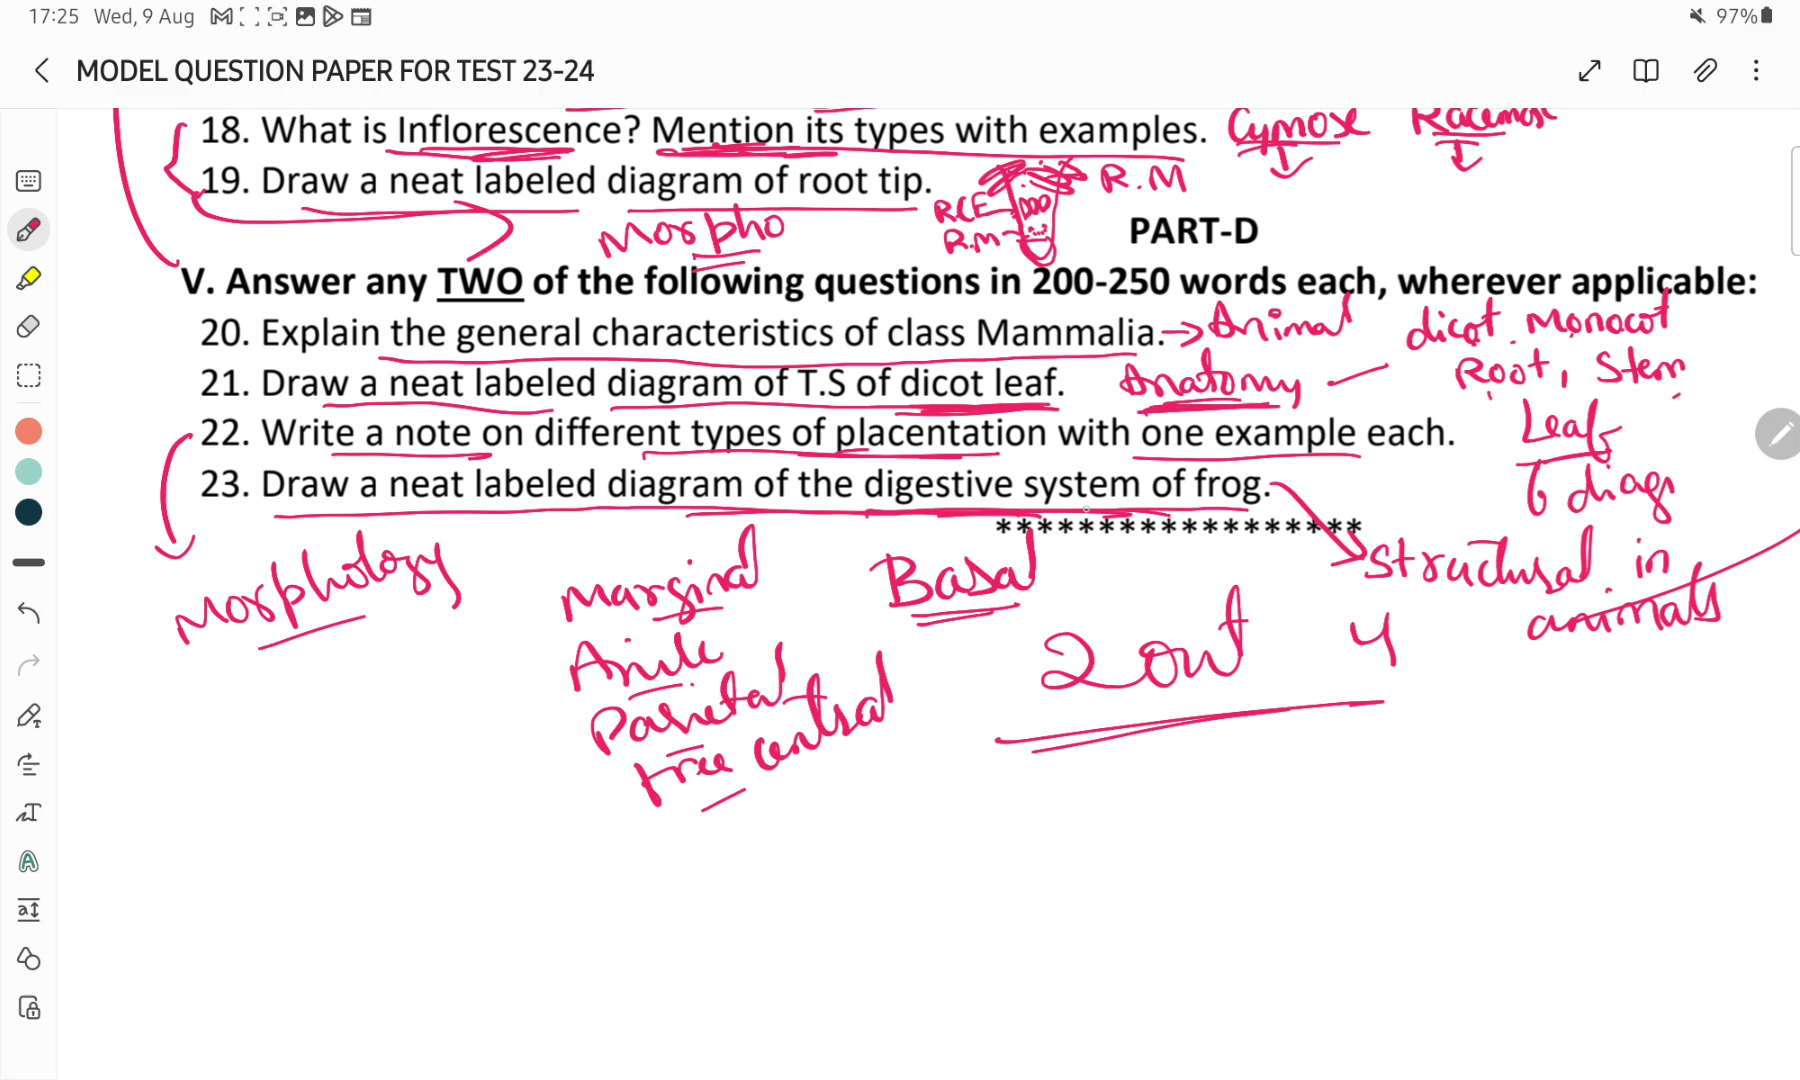 17:25 Wed, 9 Aug 97%
MODEL QUESTION PAPER FOR TEST 23-24
18. What is Inflorescence? Mention its types with examples. Cymose Racemose
19. Draw a neat labeled diagram of root tip. R.M
RCE
R.M
Morpho
PART-D
V. Answer any TWO of the following questions in 200-250 words each, wherever applicable:
20. Explain the general characteristics of class Mammalia. Animal dicot Monocot
21. Draw a neat labeled diagram of T.S of dicot leaf. Anatomy Root, Stem
22. Write a note on different types of placentation with one example each. Leaf
23. Draw a neat labeled diagram of the digestive system of frog. 6 diag
******************
Morphology Marginal Basal Structural in animals
Axile 2 out 4
Parietal
Free central